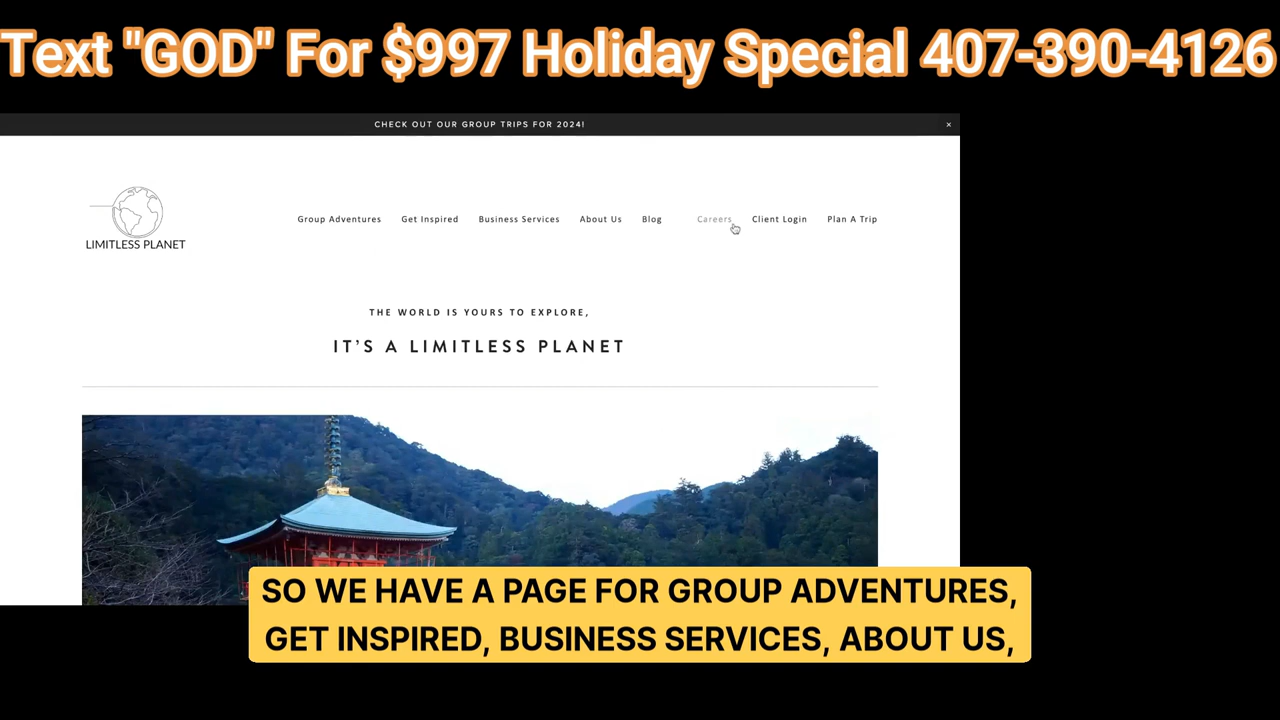 Text "GOD" For $997 Holiday Special 407-390-4126
CHECK OUT OUR GROUP TRIPS FOR 2024!
×
Group Adventures Get Inspired Business Services About Us Blog Careers Client Login Plan A Trip
LIMITLESS PLANET
THE WORLD IS YOURS TO EXPLORE,
IT'S A LIMITLESS PLANET
SO WE HAVE A PAGE FOR GROUP ADVENTURES,
GET INSPIRED, BUSINESS SERVICES, ABOUT US,